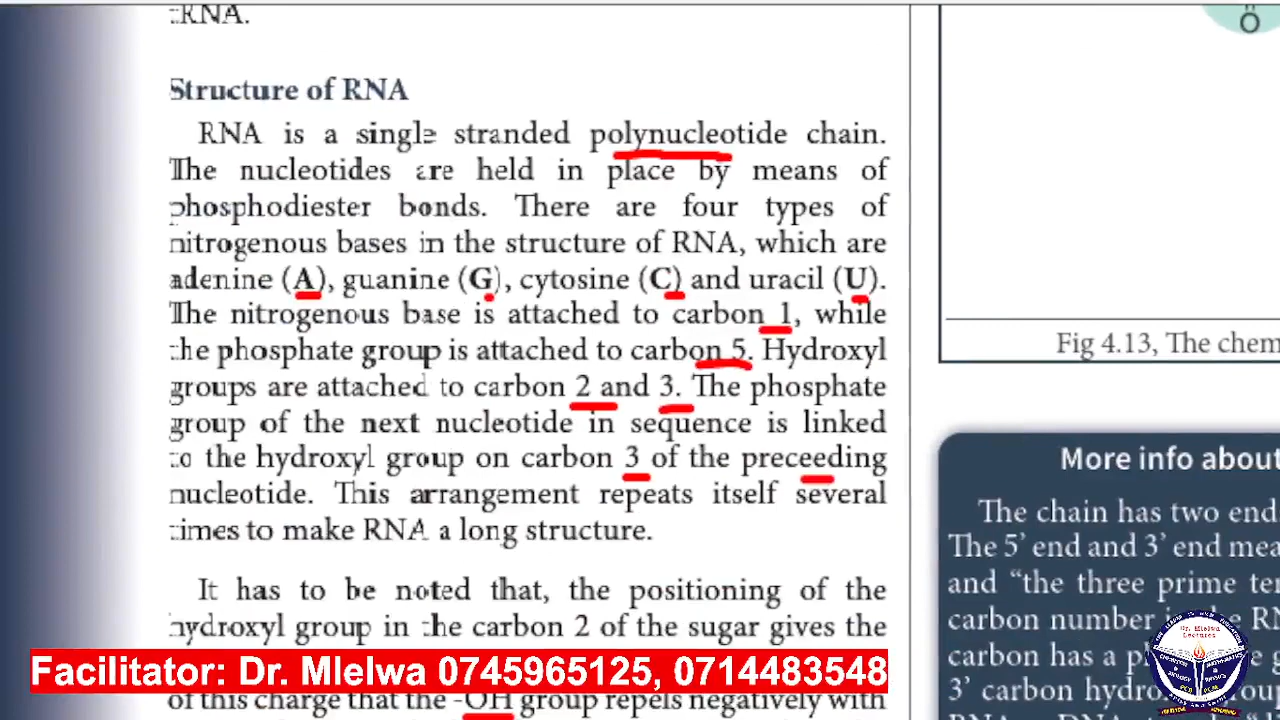 tRNA.
Structure of RNA
RNA is a single stranded polynucleotide chain.
The nucleotides are held in place by means of
phosphodiester bonds. There are four types of
nitrogenous bases in the structure of RNA, which are
adenine (A), guanine (G), cytosine (C) and uracil (U).
The nitrogenous base is attached to carbon 1, while
the phosphate group is attached to carbon 5. Hydroxyl
groups are attached to carbon 2 and 3. The phosphate
group of the next nucleotide in sequence is linked
to the hydroxyl group on carbon 3 of the preceeding
nucleotide. This arrangement repeats itself several
times to make RNA a long structure.
It has to be noted that, the positioning of the
hydroxyl group in the carbon 2 of the sugar gives the
of this charge that the -OH group repels negatively with
Facilitator: Dr. Mlelwa 0745965125, 0714483548
O
Fig 4.13, The chem
More info about
The chain has two end
The 5' end and 3' end mea
and "the three prime te
carbon number RN
carbon has a
3' carbon hydro
Dr. Mlelwa
Lectures